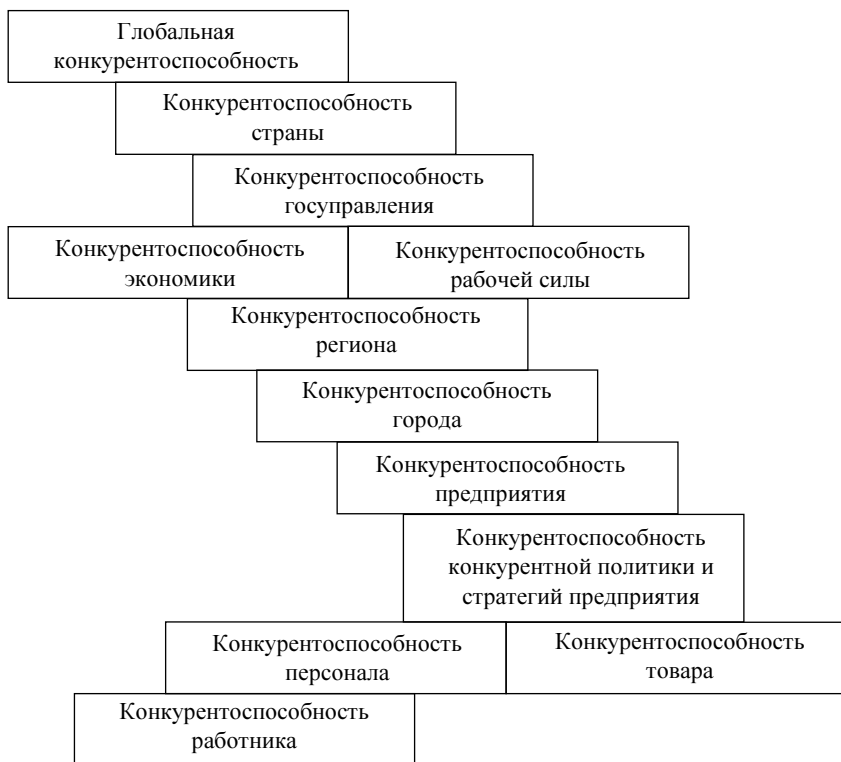 Глобальная
конкурентоспособность
Конкурентоспособность
страны
Конкурентоспособность
госуправления
Конкурентоспособность
экономики
Конкурентоспособность
рабочей силы
Конкурентоспособность
региона
Конкурентоспособность
города
Конкурентоспособность
предприятия
Конкурентоспособность
конкурентной политики и
стратегий предприятия
Конкурентоспособность
персонала
Конкурентоспособность
товара
Конкурентоспособность
работника